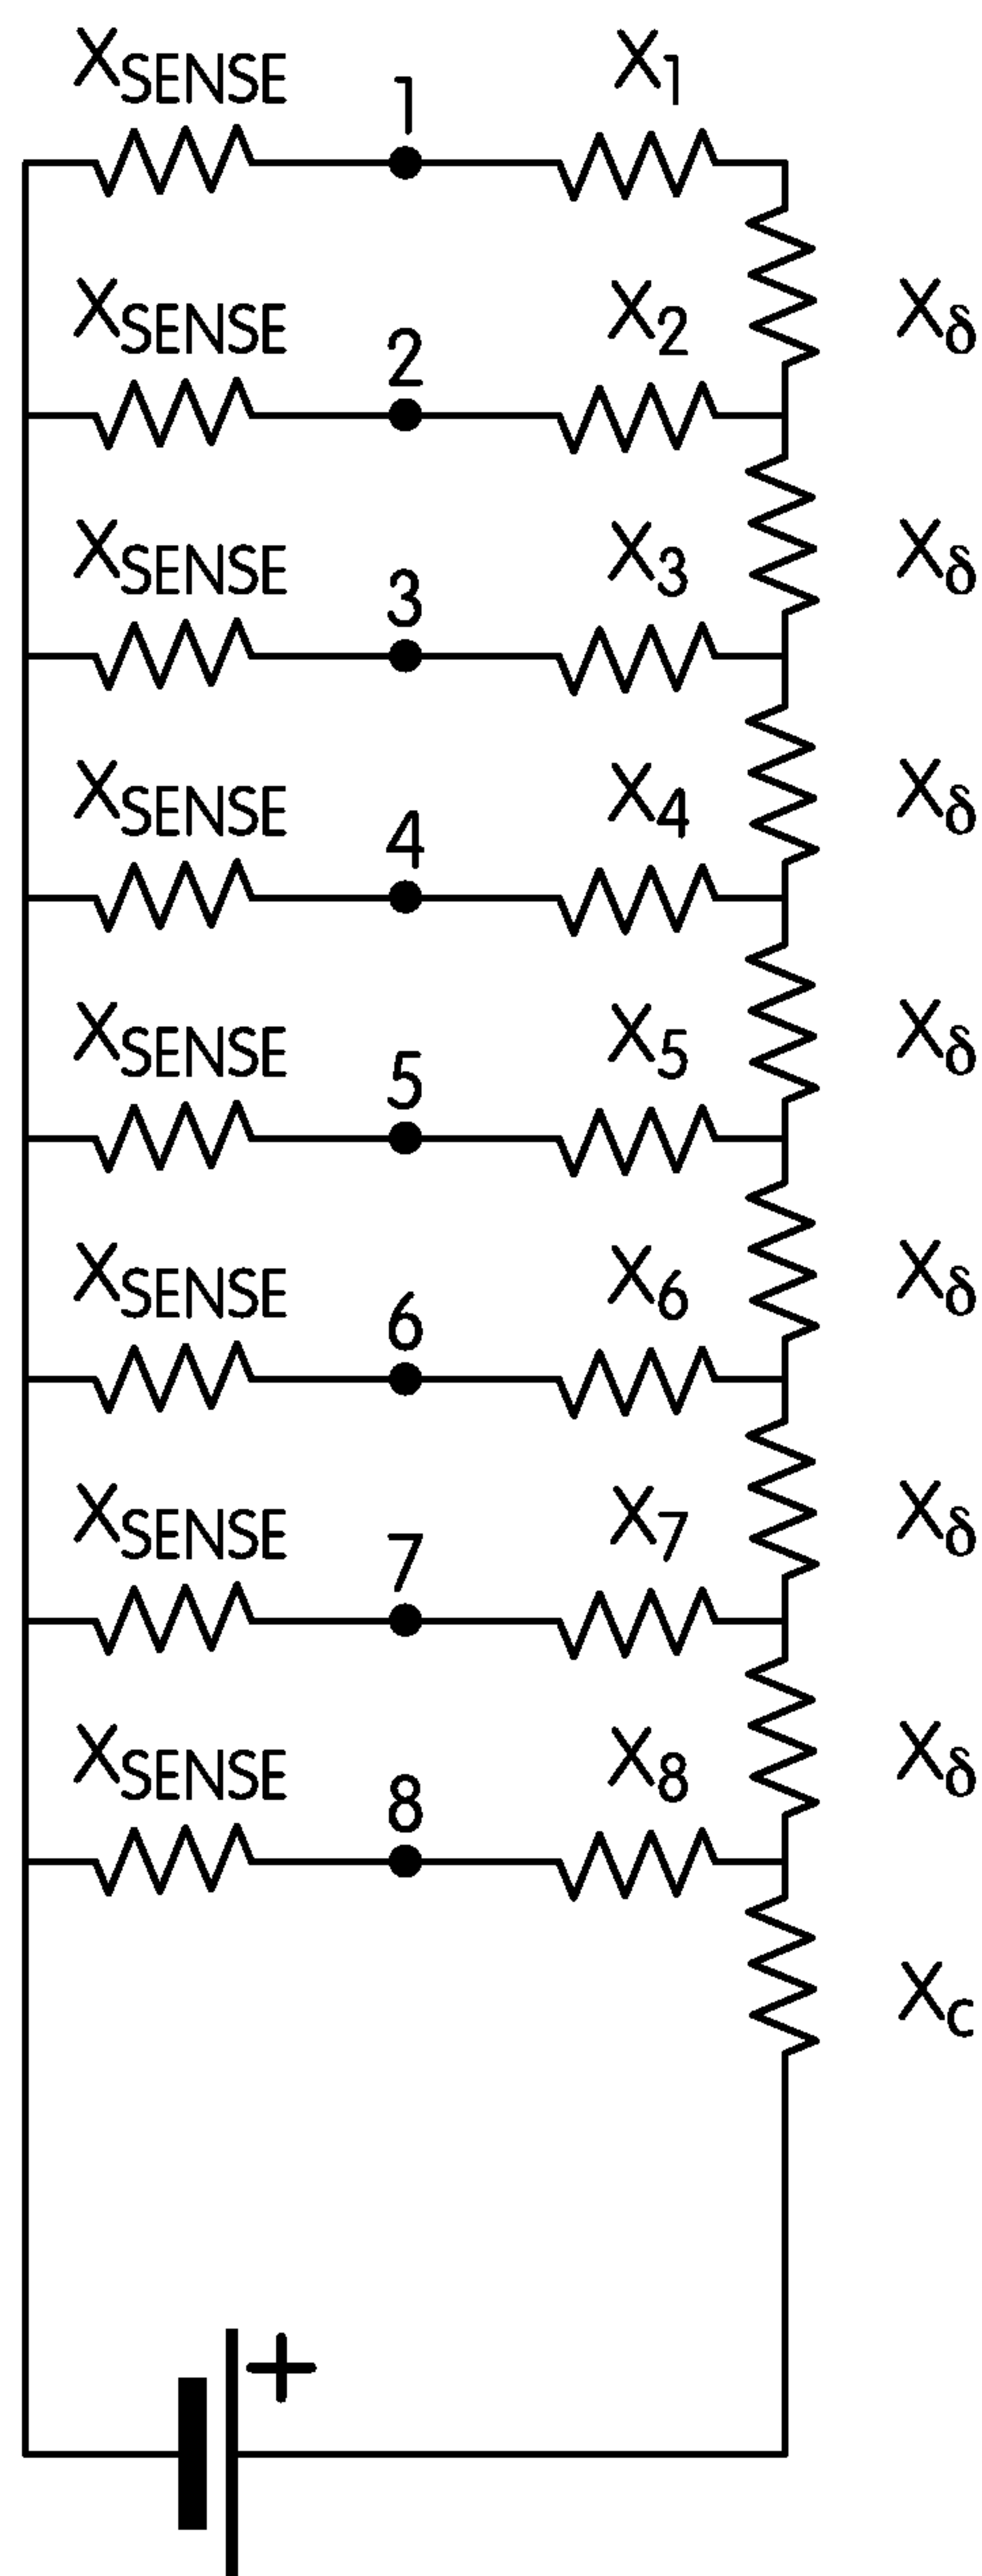 XSENSE 1 X1
Xδ
XSENSE 2 X2
Xδ
XSENSE 3 X3
Xδ
XSENSE 4 X4
Xδ
XSENSE 5 X5
Xδ
XSENSE 6 X6
Xδ
XSENSE 7 X7
Xδ
XSENSE 8 X8
Xc
+